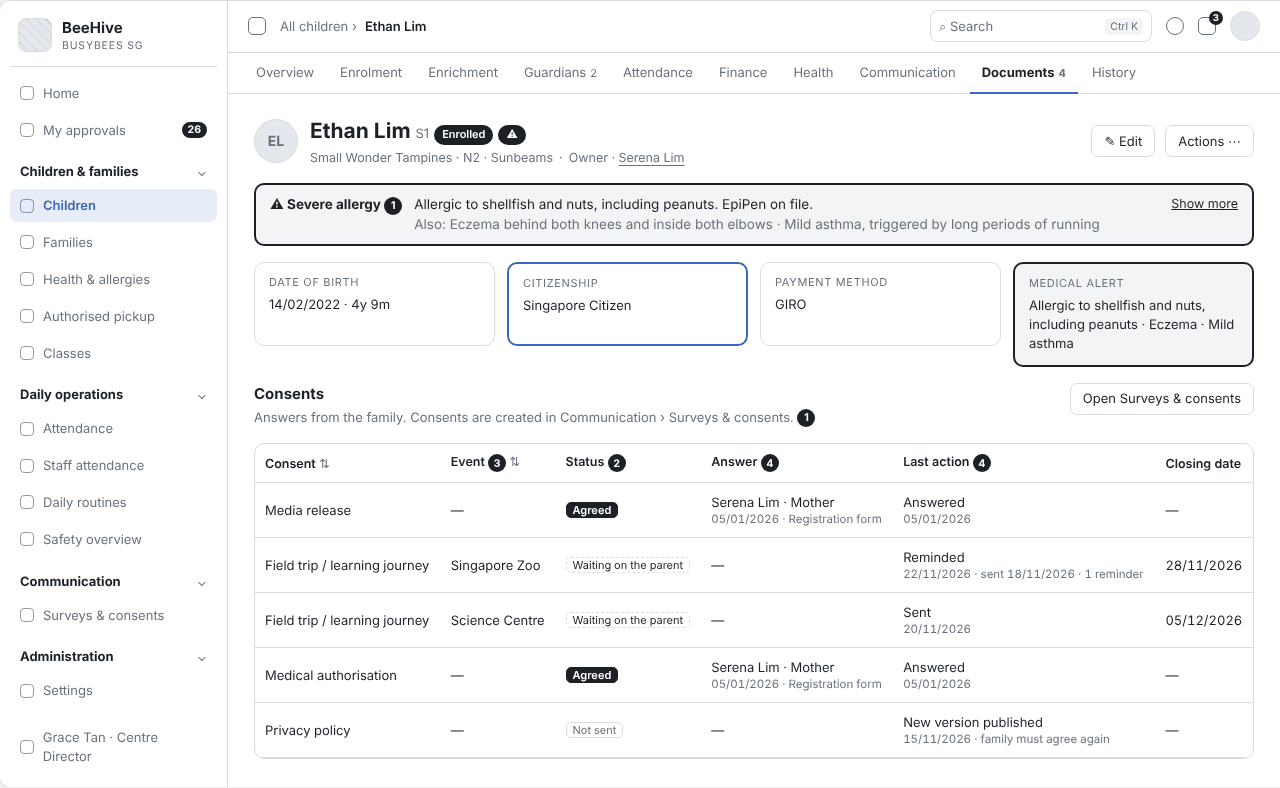 BeeHive
BUSYBEES SG
Home
My approvals 26
Children & families
Children
Families
Health & allergies
Authorised pickup
Classes
Daily operations
Attendance
Staff attendance
Daily routines
Safety overview
Communication
Surveys & consents
Administration
Settings
Grace Tan · Centre
Director
All children › Ethan Lim
Search Ctrl K
3
Overview Enrolment Enrichment Guardians 2 Attendance Finance Health Communication Documents 4 History
EL
Ethan Lim S1 Enrolled ⚠
Small Wonder Tampines · N2 · Sunbeams · Owner · Serena Lim
✎ Edit
Actions ⋯
⚠ Severe allergy 1 Allergic to shellfish and nuts, including peanuts. EpiPen on file. Show more
Also: Eczema behind both knees and inside both elbows · Mild asthma, triggered by long periods of running
DATE OF BIRTH
14/02/2022 · 4y 9m
CITIZENSHIP
Singapore Citizen
PAYMENT METHOD
GIRO
MEDICAL ALERT
Allergic to shellfish and nuts,
including peanuts · Eczema · Mild
asthma
Consents
Answers from the family. Consents are created in Communication › Surveys & consents. 1
Open Surveys & consents
Consent ⇅ Event 3 ⇅ Status 2 Answer 4 Last action 4 Closing date
Media release — Agreed Serena Lim · Mother Answered —
05/01/2026 · Registration form 05/01/2026
Field trip / learning journey Singapore Zoo Waiting on the parent — Reminded 28/11/2026
22/11/2026 · sent 18/11/2026 · 1 reminder
Field trip / learning journey Science Centre Waiting on the parent — Sent 05/12/2026
20/11/2026
Medical authorisation — Agreed Serena Lim · Mother Answered —
05/01/2026 · Registration form 05/01/2026
Privacy policy — Not sent — New version published —
15/11/2026 · family must agree again